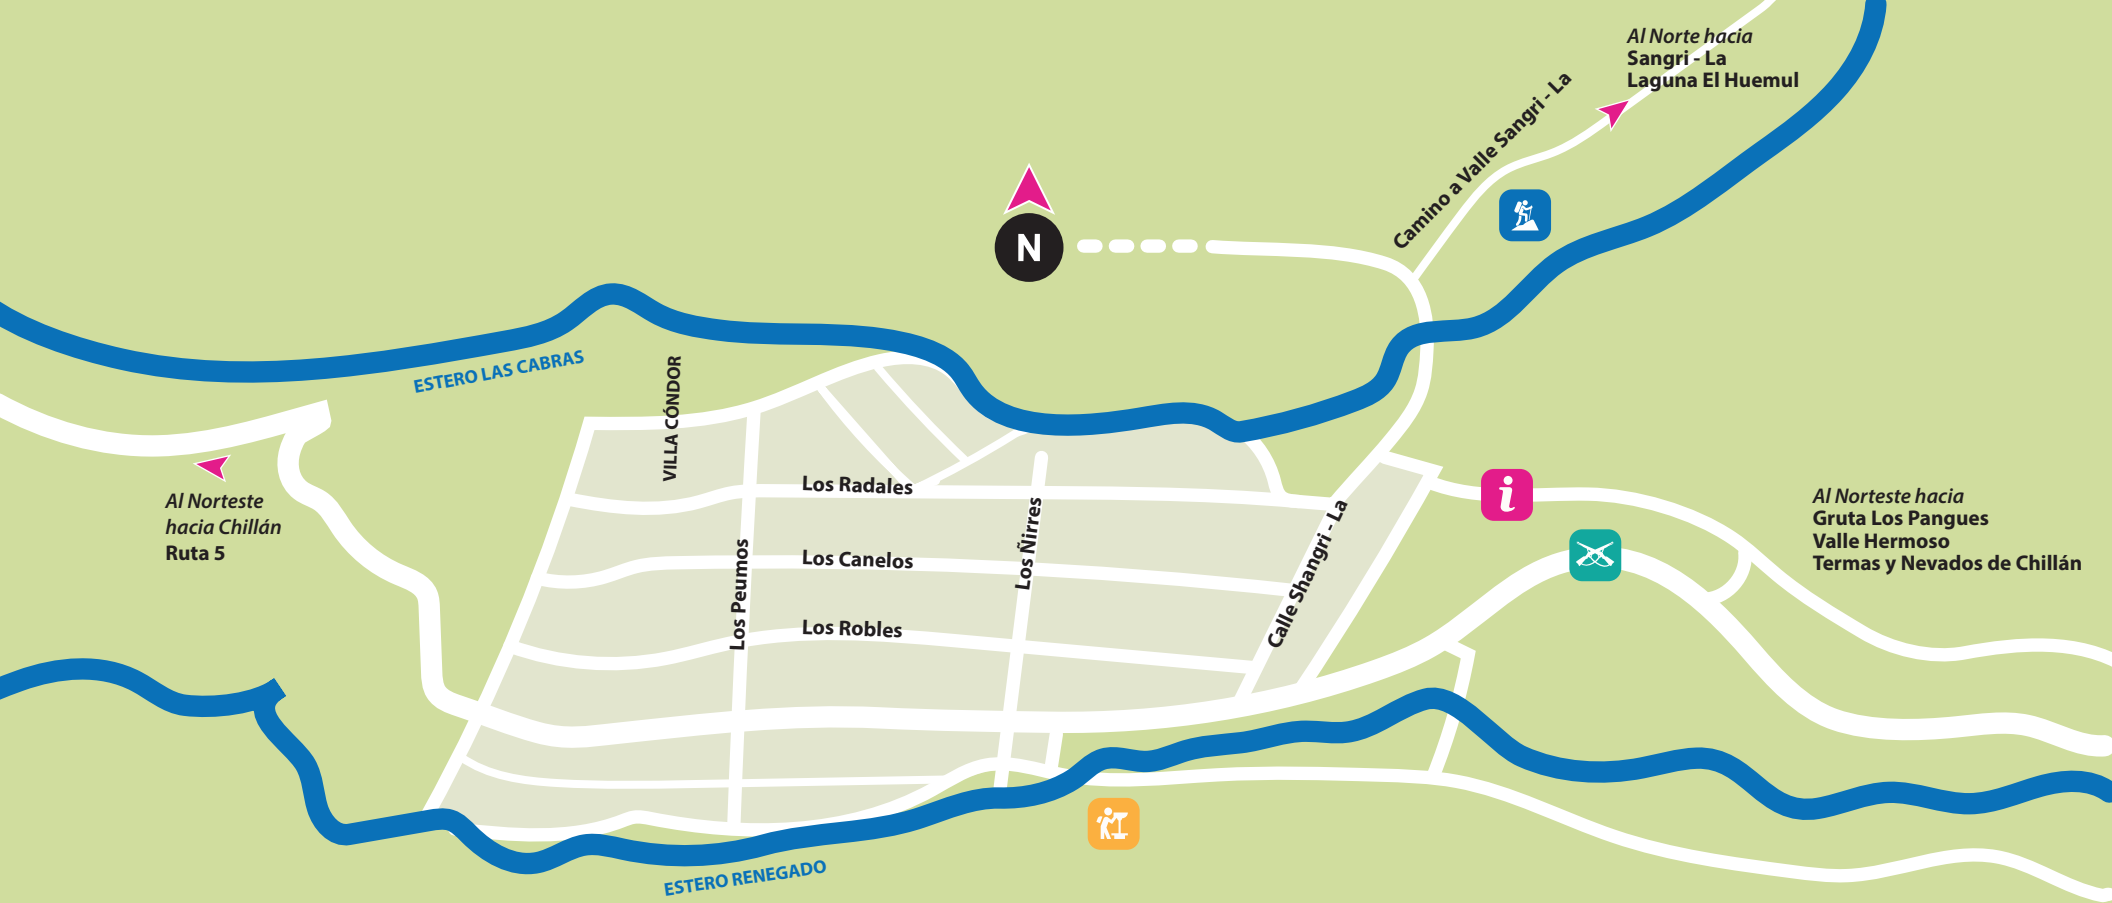 Al Norte hacia
Sangri - La
Laguna El Huemul
Camino a Valle Sangri - La
N
ESTERO LAS CABRAS
VILLA CÓNDOR
Al Norteste
hacia Chillán
Ruta 5
Los Radales
Los Canelos
Los Robles
Los Peumos
Los Ñirres
Calle Shangri - La
i
Al Norteste hacia
Gruta Los Pangues
Valle Hermoso
Termas y Nevados de Chillán
ESTERO RENEGADO